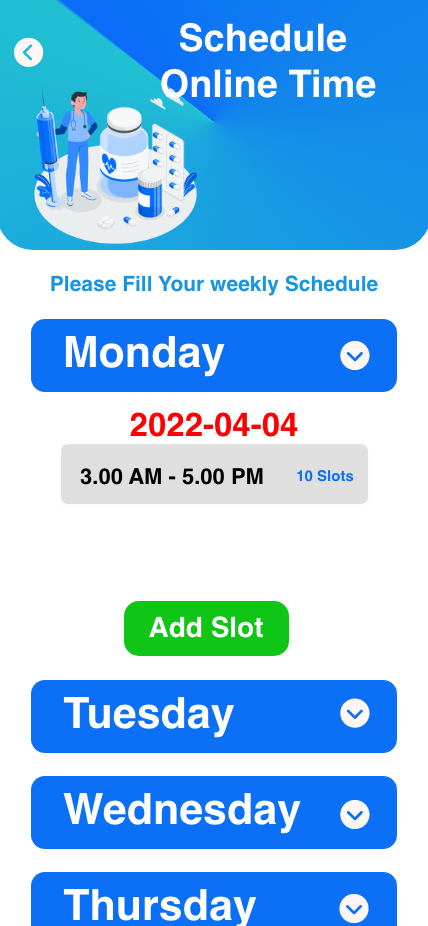 Schedule
Online Time
Please Fill Your weekly Schedule
Monday
2022-04-04
3.00 AM - 5.00 PM 10 Slots
Add Slot
Tuesday
Wednesday
Thursday